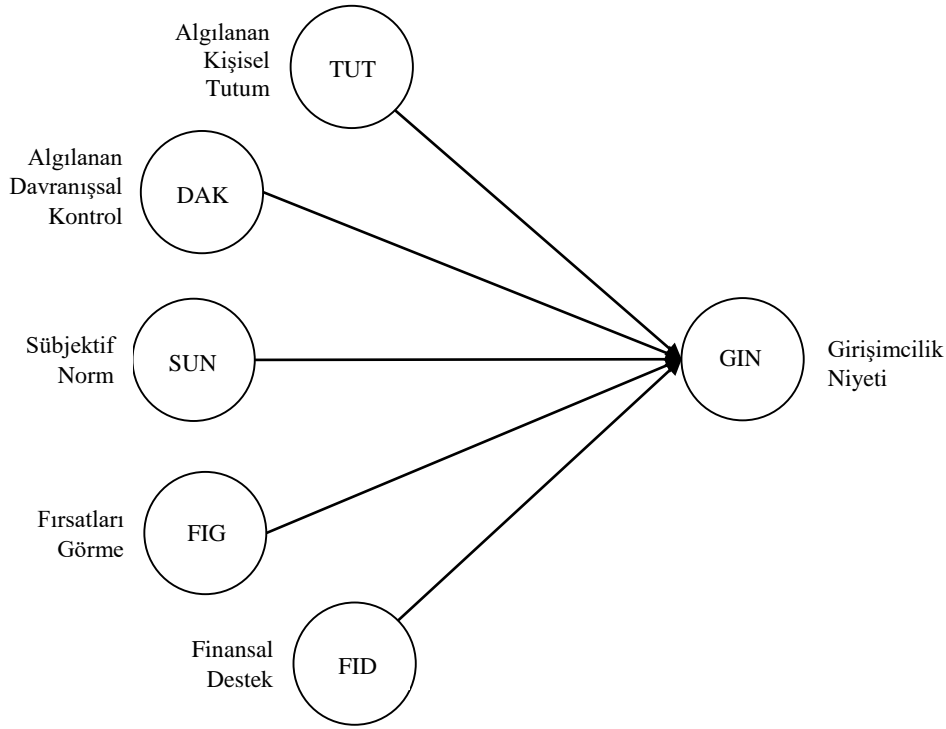 Algılanan
Kişisel
Tutum
TUT
Algılanan
Davranışsal
Kontrol
DAK
Sübjektif
Norm
SUN
GIN
Girişimcilik
Niyeti
Fırsatları
Görme
FIG
Finansal
Destek
FID